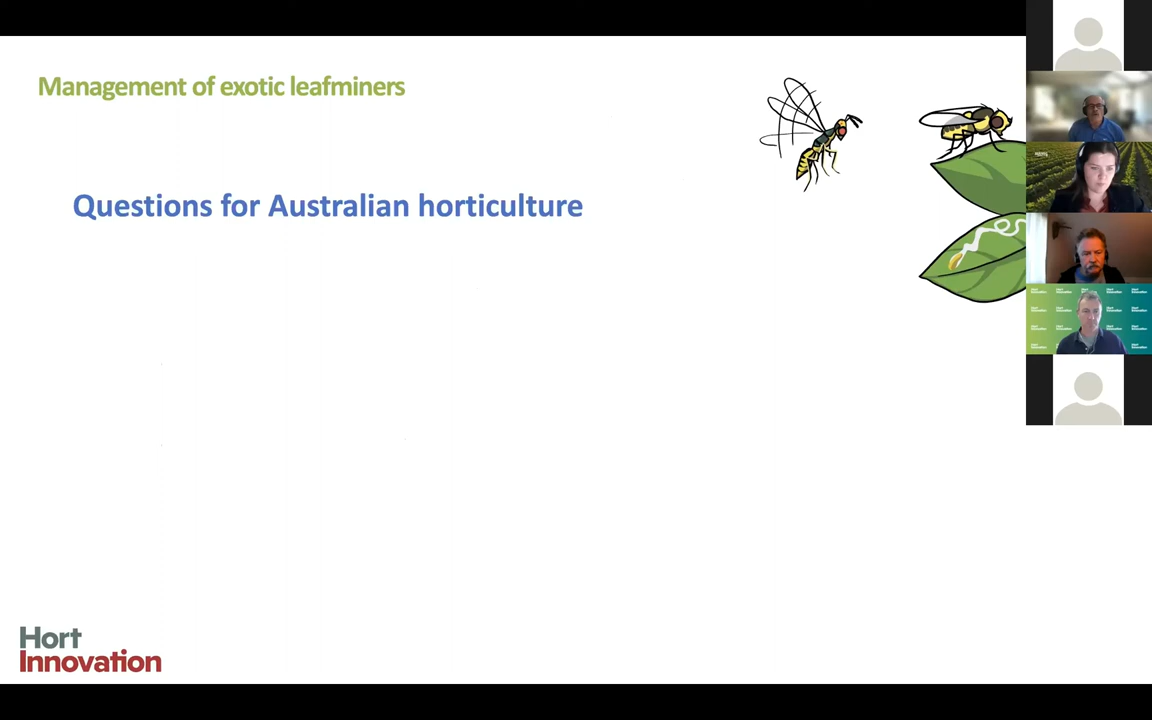 Management of exotic leafminers
Questions for Australian horticulture
Hort
Innovation